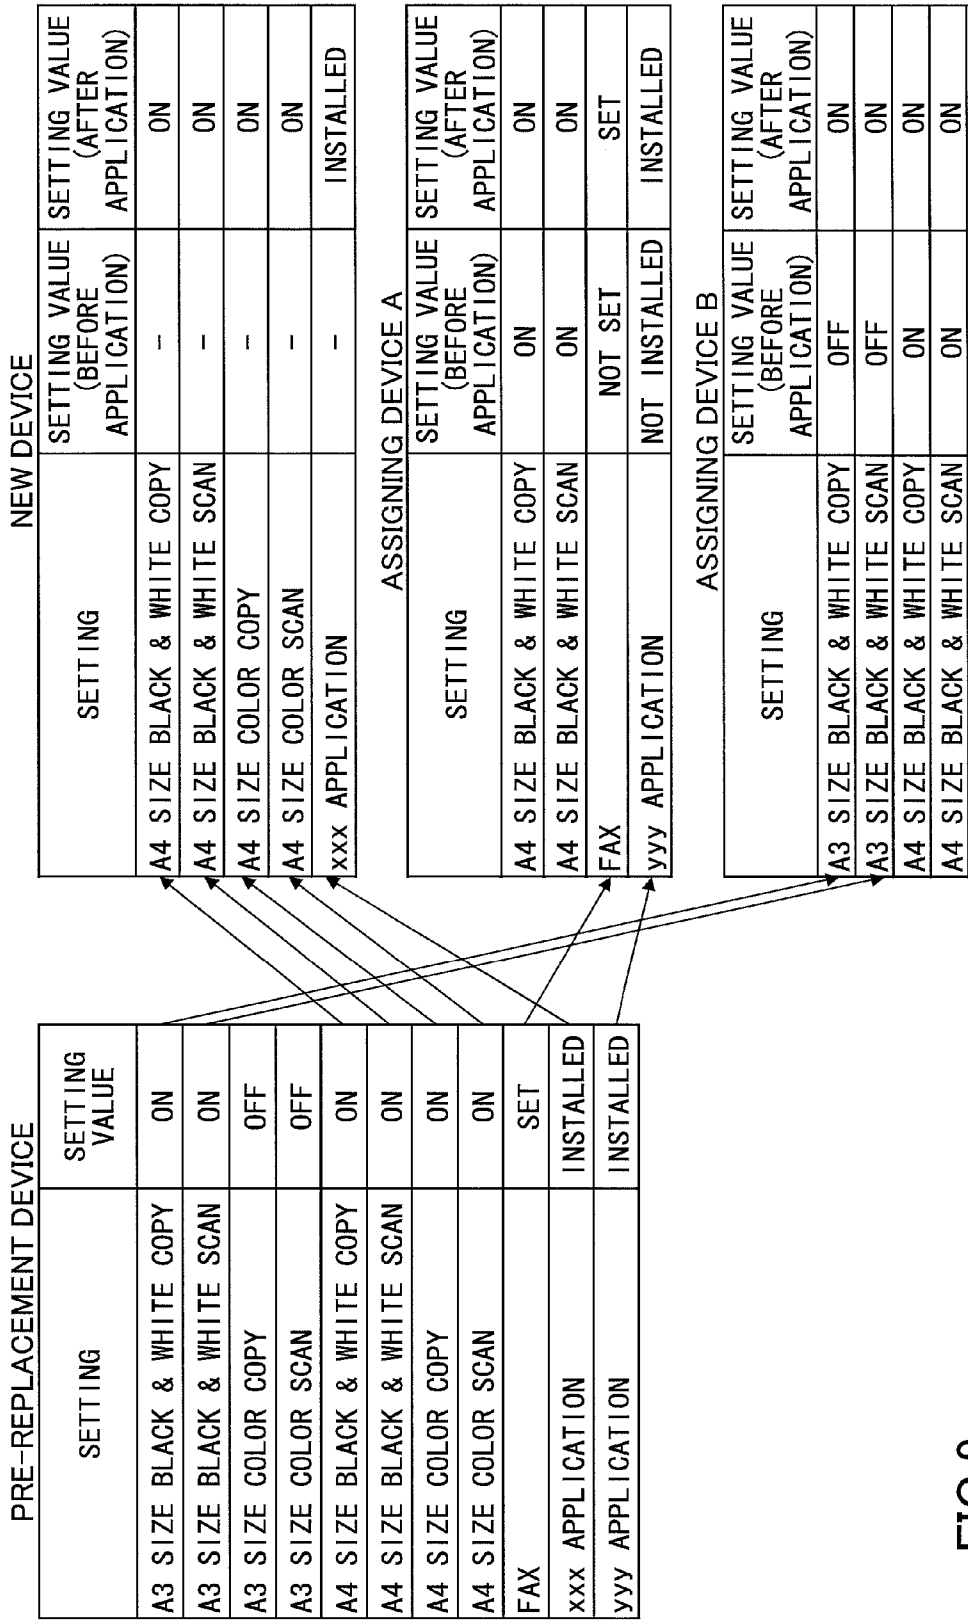 PRE-REPLACEMENT DEVICE
SETTING
SETTING VALUE
A3 SIZE BLACK & WHITE COPY ON
A3 SIZE BLACK & WHITE SCAN ON
A3 SIZE COLOR COPY OFF
A3 SIZE COLOR SCAN OFF
A4 SIZE BLACK & WHITE COPY ON
A4 SIZE BLACK & WHITE SCAN ON
A4 SIZE COLOR COPY ON
A4 SIZE COLOR SCAN ON
FAX SET
xxx APPLICATION INSTALLED
yyy APPLICATION INSTALLED
NEW DEVICE
SETTING
SETTING VALUE
(BEFORE
APPLICATION)
SETTING VALUE
(AFTER
APPLICATION)
A4 SIZE BLACK & WHITE COPY - ON
A4 SIZE BLACK & WHITE SCAN - ON
A4 SIZE COLOR COPY - ON
A4 SIZE COLOR SCAN - ON
xxx APPLICATION - INSTALLED
ASSIGNING DEVICE A
SETTING
SETTING VALUE
(BEFORE
APPLICATION)
SETTING VALUE
(AFTER
APPLICATION)
A4 SIZE BLACK & WHITE COPY ON ON
A4 SIZE BLACK & WHITE SCAN ON ON
FAX NOT SET SET
yyy APPLICATION NOT INSTALLED INSTALLED
ASSIGNING DEVICE B
SETTING
SETTING VALUE
(BEFORE
APPLICATION)
SETTING VALUE
(AFTER
APPLICATION)
A3 SIZE BLACK & WHITE COPY OFF ON
A3 SIZE BLACK & WHITE SCAN OFF ON
A4 SIZE BLACK & WHITE COPY ON ON
A4 SIZE BLACK & WHITE SCAN ON ON